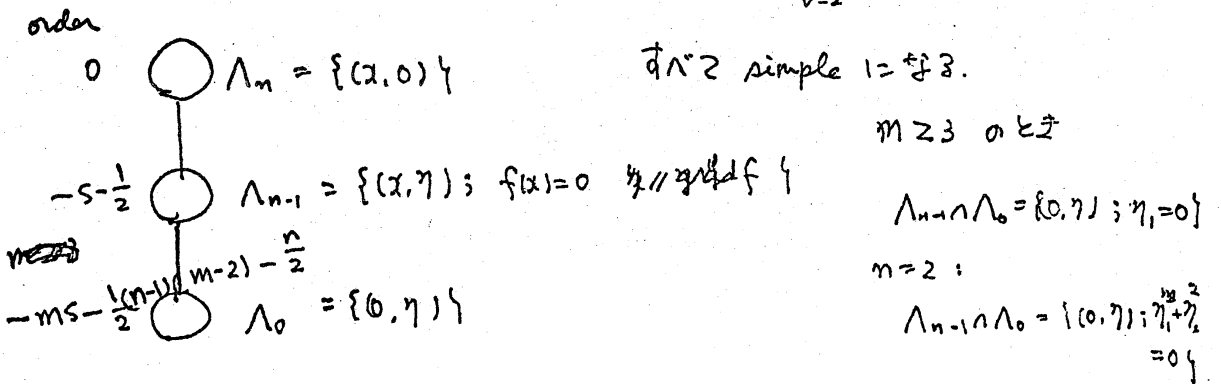 order
0 Λn = {(x,0)}
すべて simple になる.
m≥3 のとき
-s-1/2 Λn-1 = {(x,η); f(x)=0 η//grad f}
Λn-1∩Λ0={(0,η);η1=0}
-ms-1/2(n-1)(m-2)-n/2 Λ0 = {(0,η)}
m=2:
Λn-1∩Λ0={(0,η);η1²+η2²
=0}